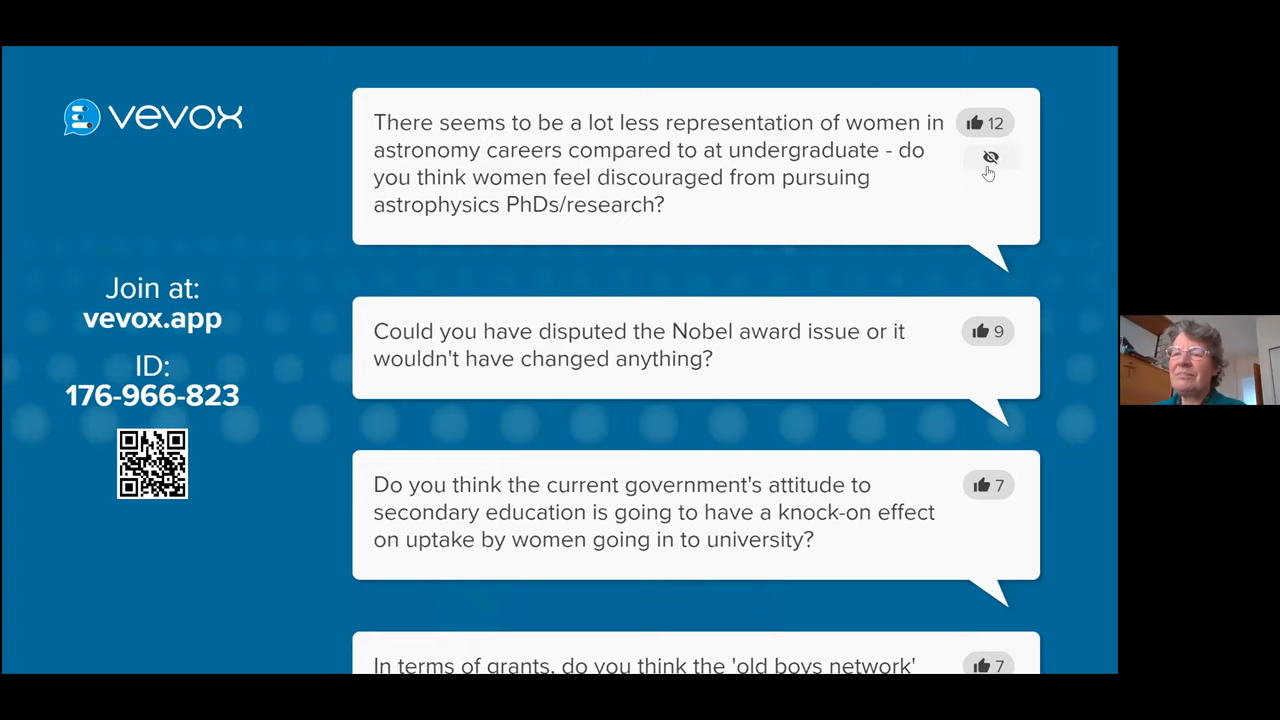 vevox
Join at:
vevox.app
ID:
176-966-823
There seems to be a lot less representation of women in
astronomy careers compared to at undergraduate - do
you think women feel discouraged from pursuing
astrophysics PhDs/research?
12
Could you have disputed the Nobel award issue or it
wouldn't have changed anything?
9
Do you think the current government's attitude to
secondary education is going to have a knock-on effect
on uptake by women going in to university?
7
In terms of grants, do you think the 'old boys network'
7